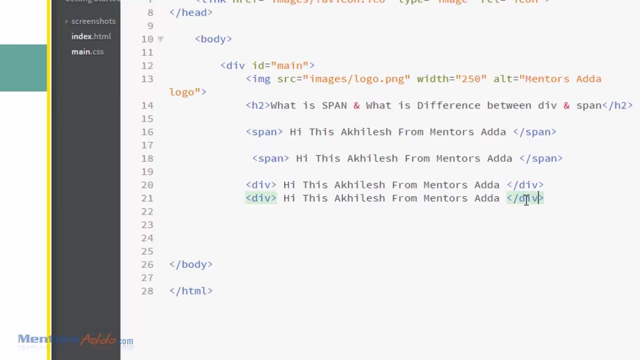 screenshots
index.html
main.css
8 </head>
9
10 <body>
11
12 <div id="main">
13 <img src="images/logo.png" width="250" alt="Mentors Adda
logo">
14 <h2>What is SPAN & What is Difference between div & span</h2>
15
16 <span> Hi This Akhilesh From Mentors Adda </span>
17
18 <span> Hi This Akhilesh From Mentors Adda </span>
19
20 <div> Hi This Akhilesh From Mentors Adda </div>
21 <div> Hi This Akhilesh From Mentors Adda </div>
22
23
24
25
26 </body>
27
28 </html>
MentorsAdda.com